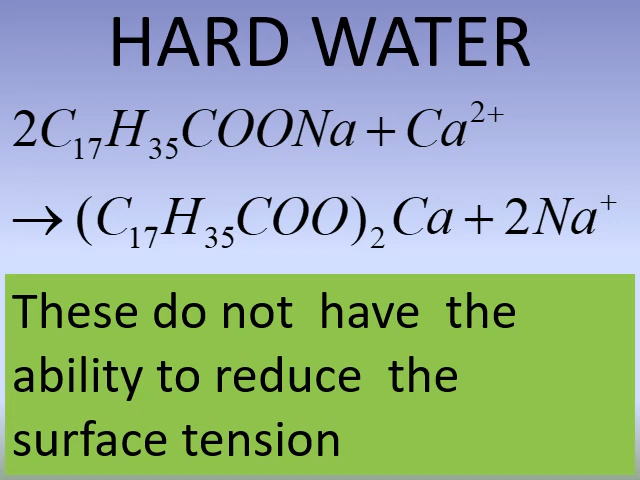 HARD WATER
2C₁₇H₃₅COONa + Ca²⁺
→ (C₁₇H₃₅COO)₂Ca + 2Na⁺
These do not have the
ability to reduce the
surface tension